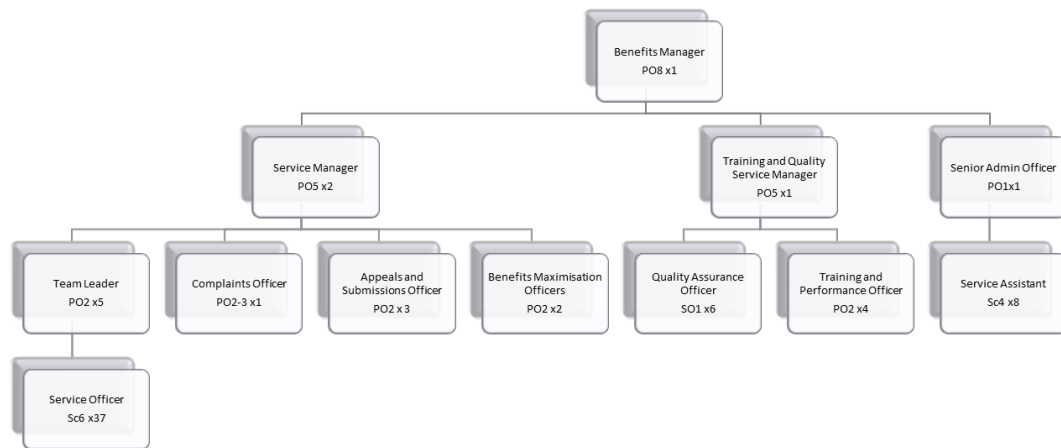 Benefits Manager
PO8 x1
Service Manager
PO5 x2
Training and Quality
Service Manager
PO5 x1
Senior Admin Officer
PO1x1
Team Leader
PO2 x5
Complaints Officer
PO2-3 x1
Appeals and
Submissions Officer
PO2 x 3
Benefits Maximisation
Officers
PO2 x2
Quality Assurance
Officer
SO1 x6
Training and
Performance Officer
PO2 x4
Service Assistant
Sc4 x8
Service Officer
Sc6 x37